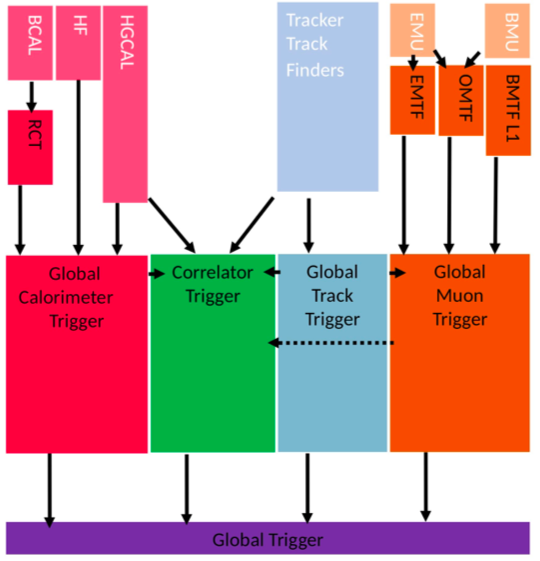 BCAL
HF
HGCAL
Tracker
Track
Finders
EMU
BMU
RCT
EMTF
OMTF
BMTF L1
Global
Calorimeter
Trigger
Correlator
Trigger
Global
Track
Trigger
Global
Muon
Trigger
Global Trigger